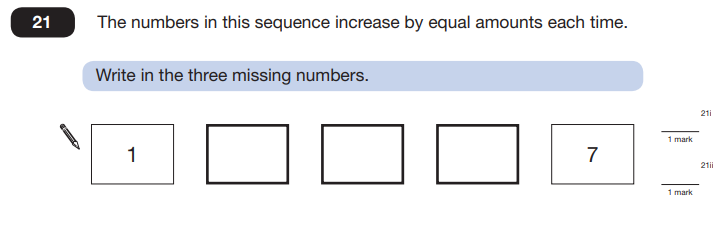 21 The numbers in this sequence increase by equal amounts each time.
Write in the three missing numbers.
1 7
21i
1 mark
21ii
1 mark